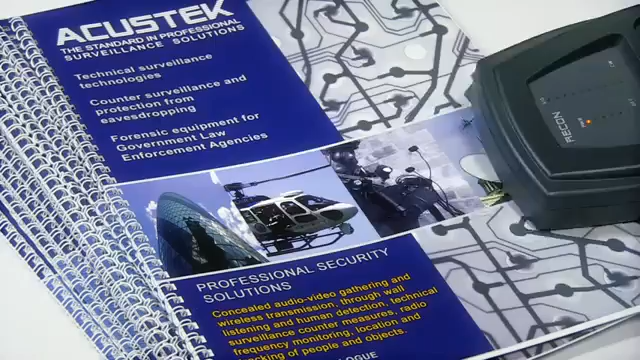 ACUSTEK
THE STANDARD IN PROFESSIONAL
SURVEILLANCE SOLUTIONS
Technical surveillance
technologies
Counter surveillance and
protection from
eavesdropping
Forensic equipment for
Government Law
Enforcement Agencies
RECON
PROFESSIONAL SECURITY
SOLUTIONS
Concealed audio-video gathering and
wireless transmission, through wall
listening and human detection, technical
surveillance counter measures, radio
frequency monitoring, location and
of people and objects.